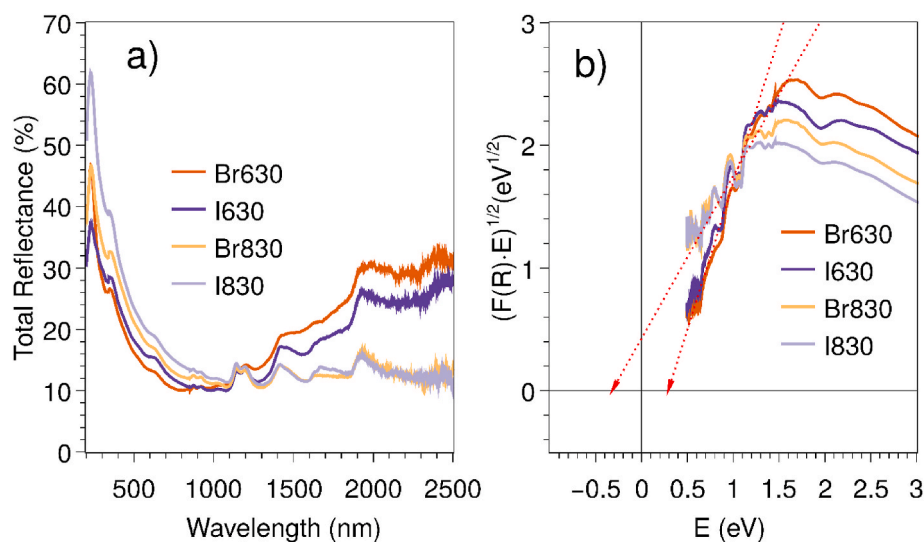 a)
70
60
50
40
30
20
10
0
Total Reflectance (%)
Br630
I630
Br830
I830
500
1000
1500
2000
2500
Wavelength (nm)
b)
3
2
1
0
(F(R)·E)^{1/2}(eV^{1/2})
Br630
I630
Br830
I830
−0.5
0
0.5
1
1.5
2
2.5
3
E (eV)